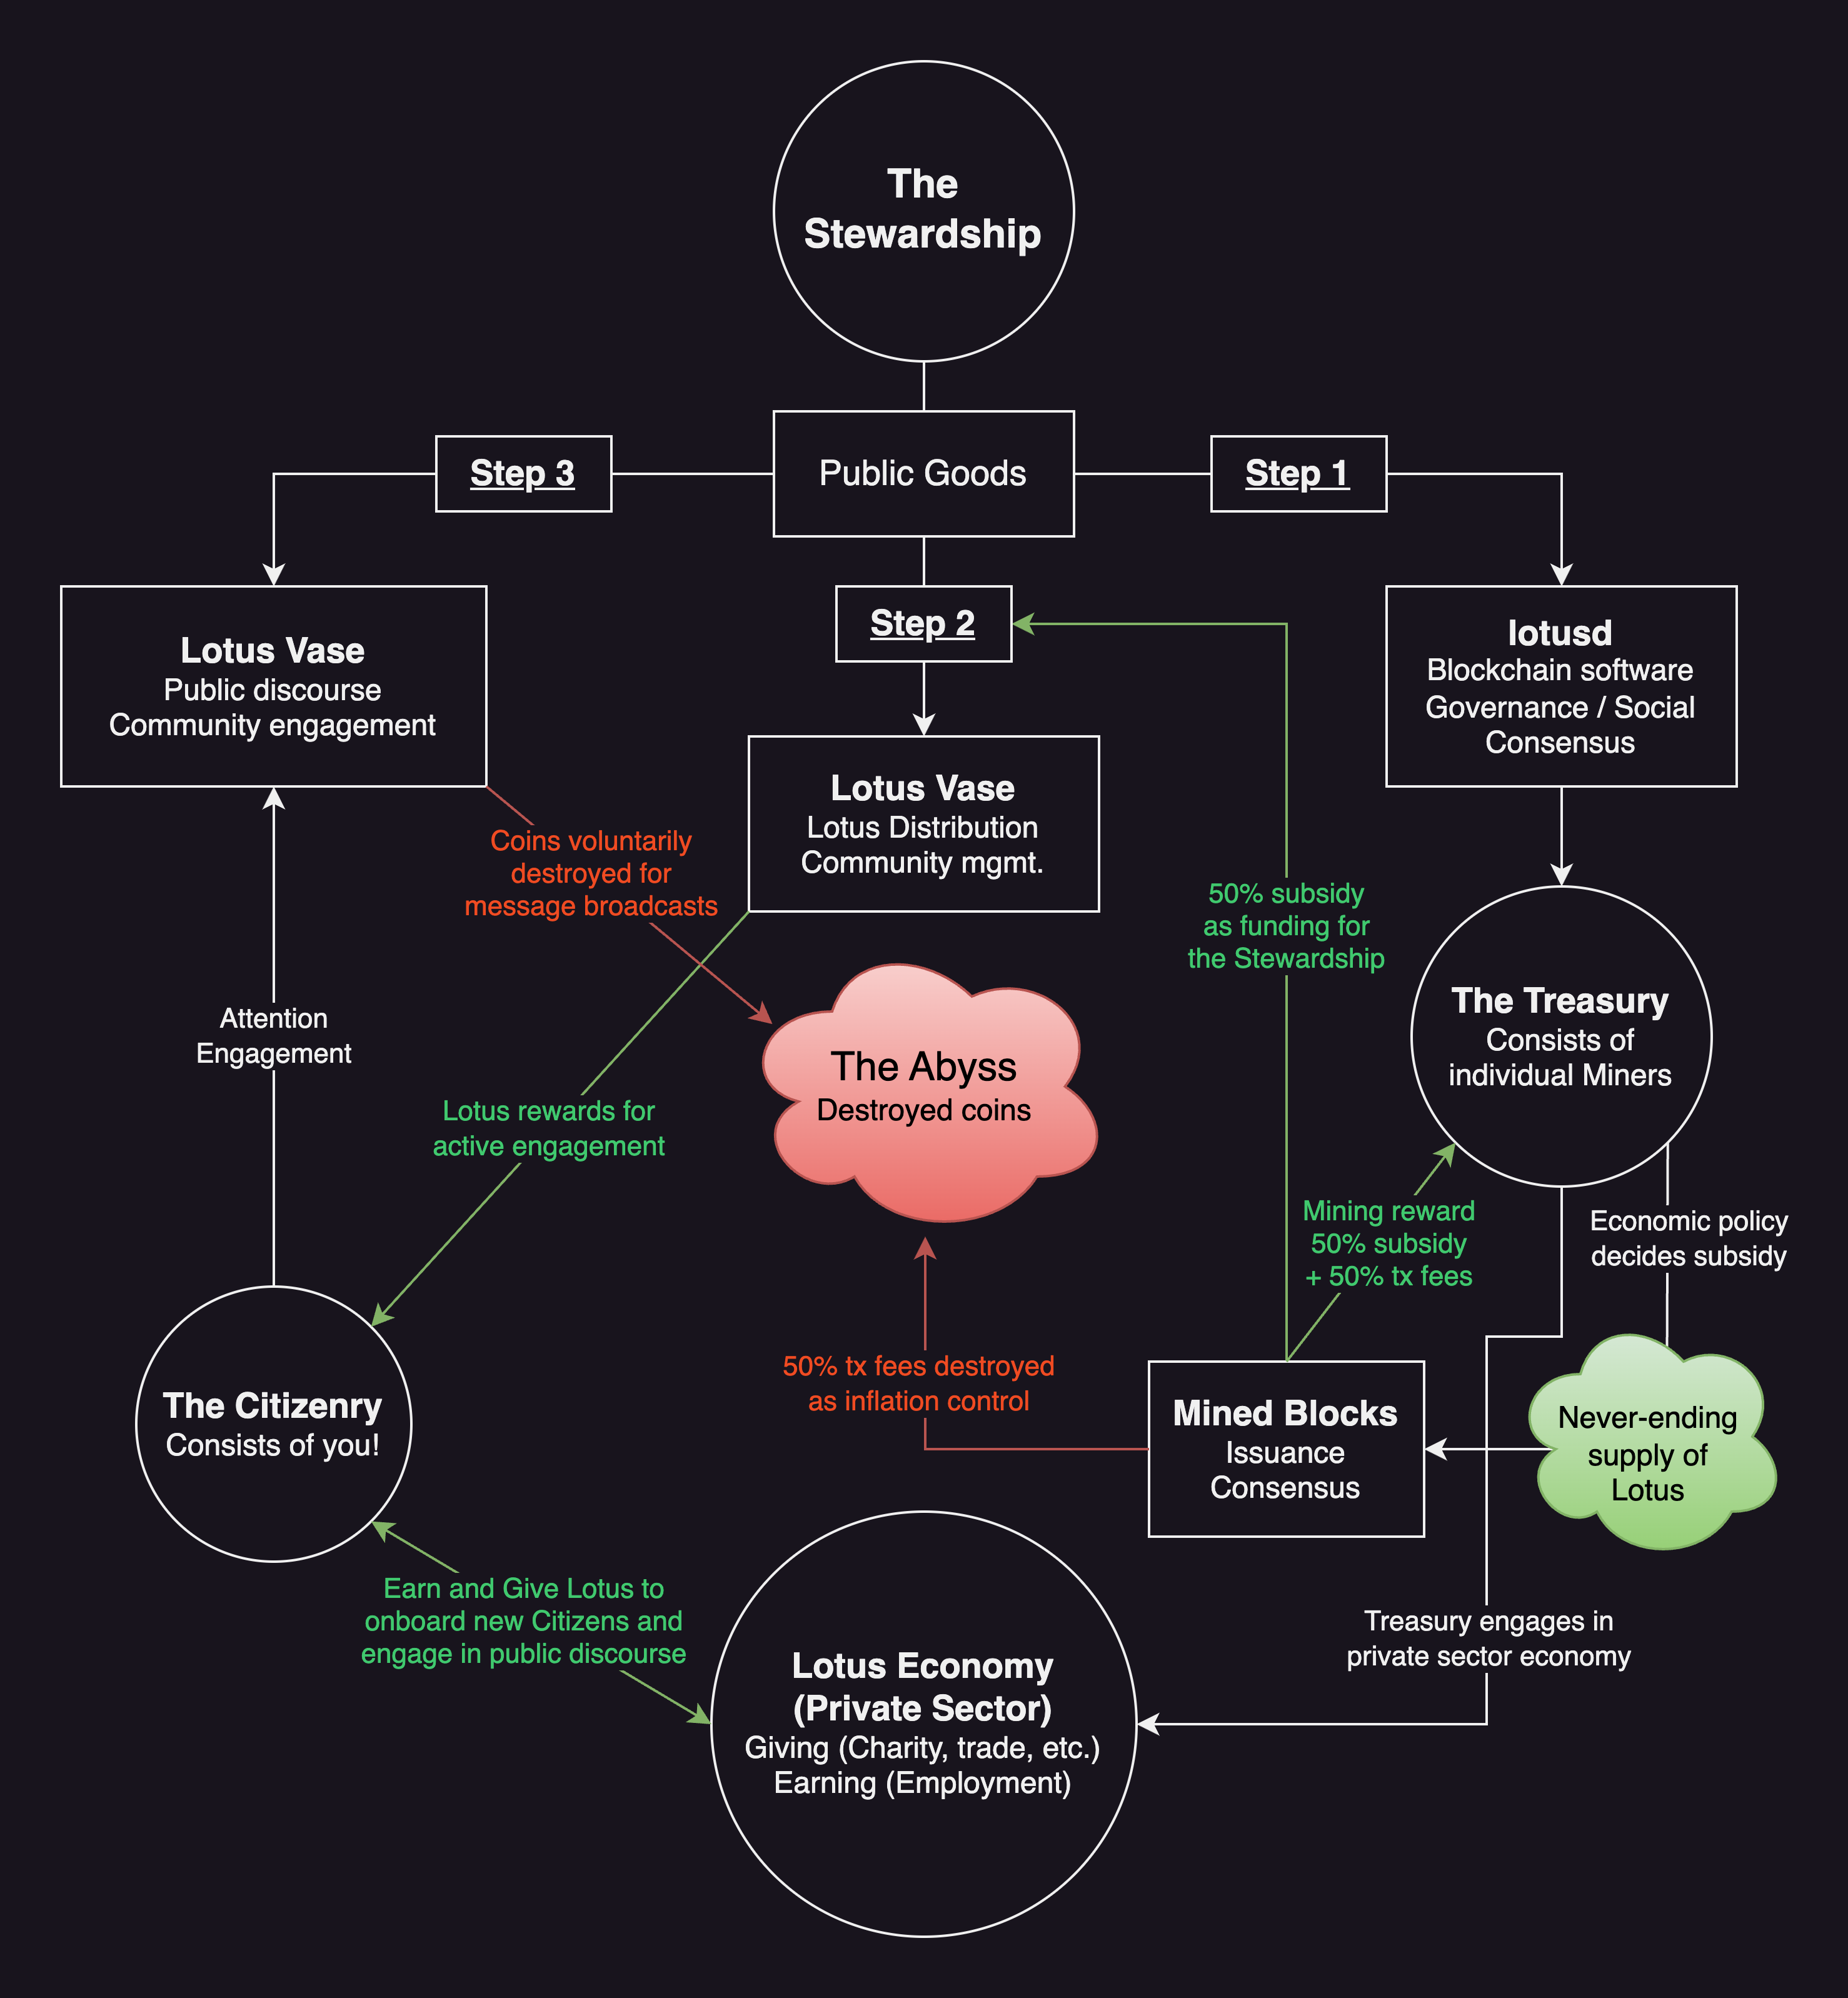 The
Stewardship
Step 3
Public Goods
Step 1
Lotus Vase
Public discourse
Community engagement
Step 2
lotusd
Blockchain software
Governance / Social
Consensus
Lotus Vase
Lotus Distribution
Community mgmt.
Coins voluntarily
destroyed for
message broadcasts
50% subsidy
as funding for
the Stewardship
The Treasury
Consists of
individual Miners
Attention
Engagement
The Abyss
Destroyed coins
Lotus rewards for
active engagement
Mining reward
50% subsidy
+ 50% tx fees
Economic policy
decides subsidy
50% tx fees destroyed
as inflation control
The Citizenry
Consists of you!
Mined Blocks
Issuance
Consensus
Never-ending
supply of
Lotus
Earn and Give Lotus to
onboard new Citizens and
engage in public discourse
Treasury engages in
private sector economy
Lotus Economy
(Private Sector)
Giving (Charity, trade, etc.)
Earning (Employment)